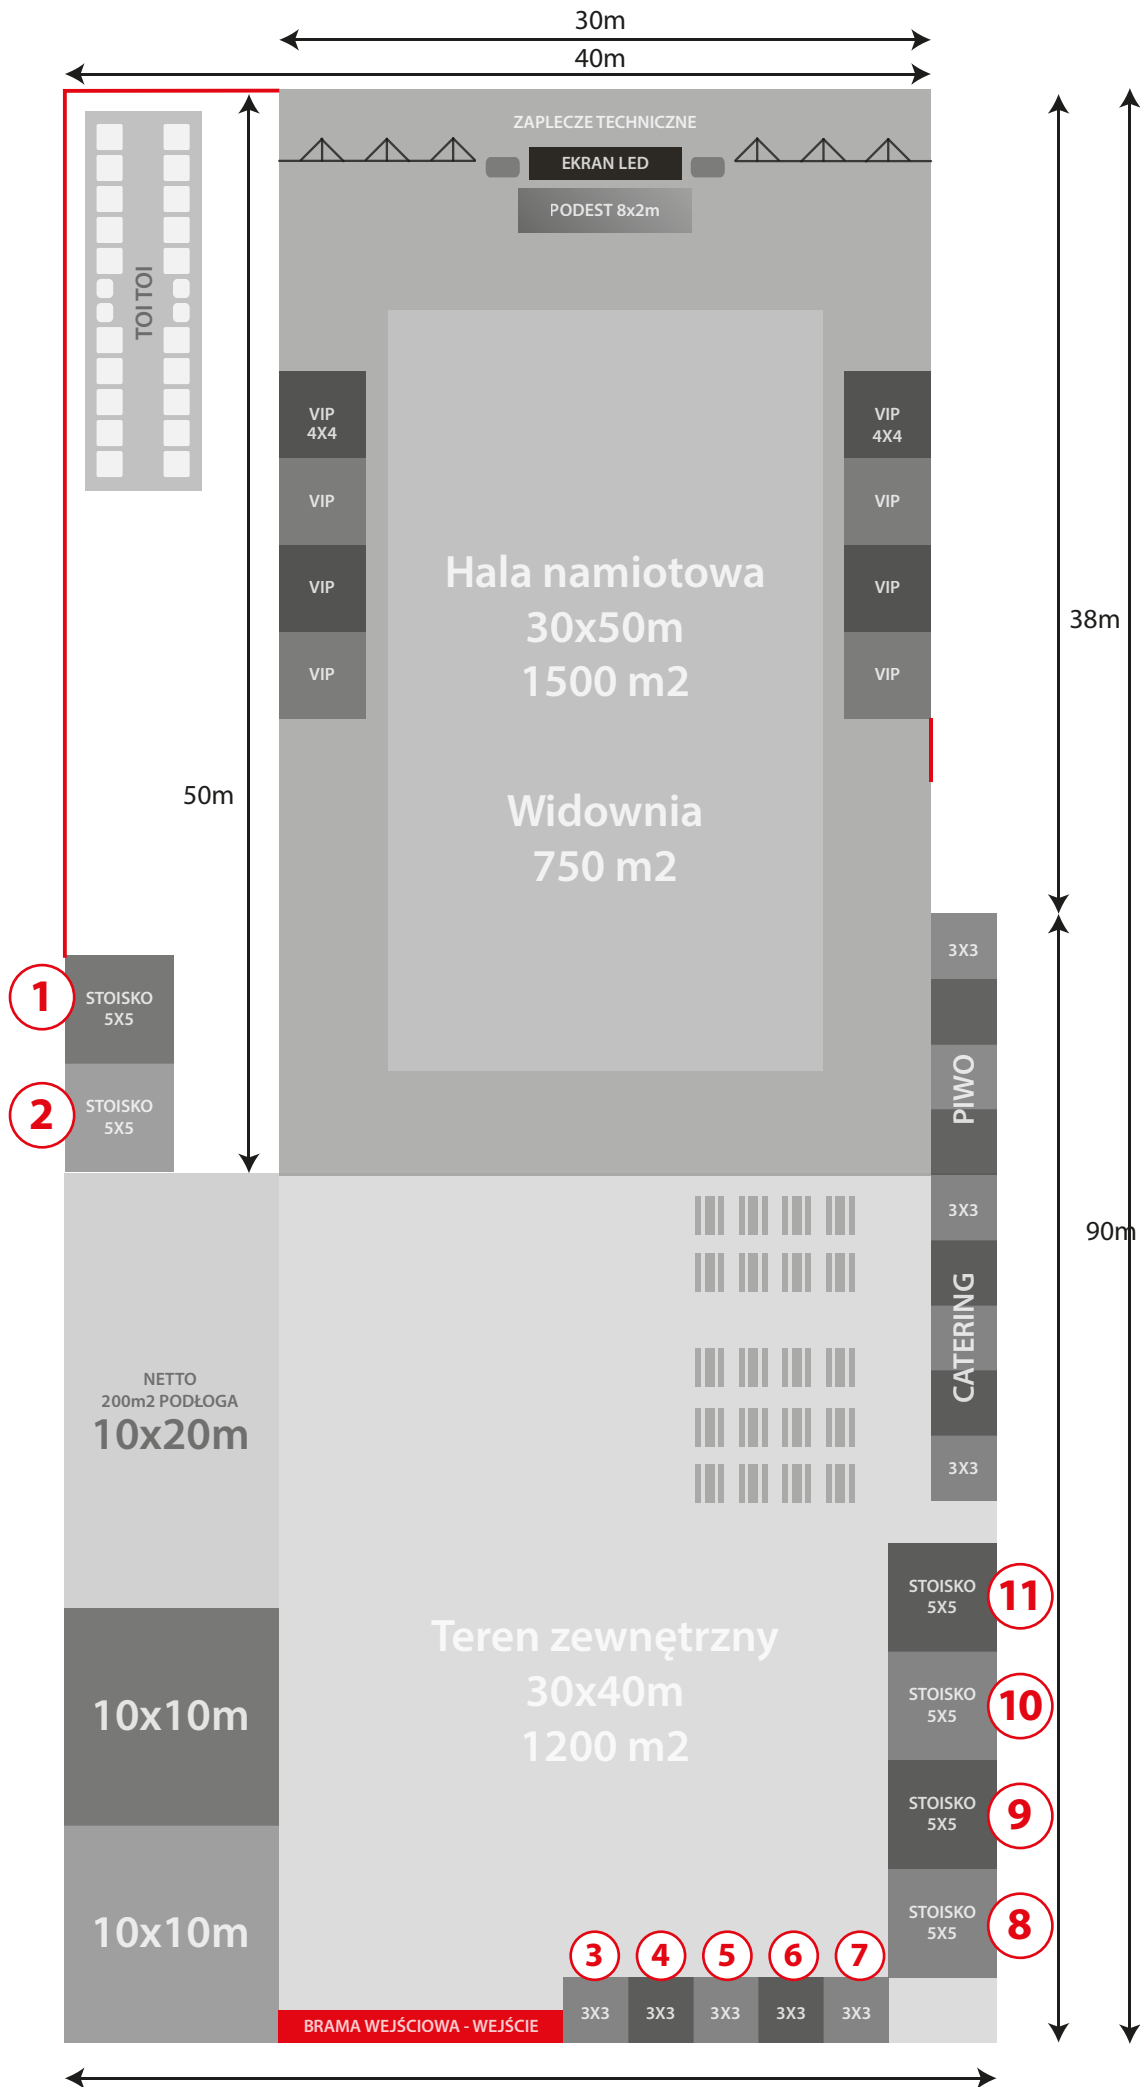 30m
40m
ZAPLECZE TECHNICZNE
EKRAN LED
PODEST 8x2m
TOI TOI
VIP
4X4
VIP
VIP
VIP
VIP
4X4
VIP
VIP
VIP
Hala namiotowa
30x50m
1500 m2
Widownia
750 m2
50m
38m
90m
1
STOISKO
5X5
2
STOISKO
5X5
3X3
PIWO
3X3
CATERING
3X3
NETTO
200m2 PODŁOGA
10x20m
10x10m
10x10m
Teren zewnętrzny
30x40m
1200 m2
STOISKO
5X5
11
STOISKO
5X5
10
STOISKO
5X5
9
STOISKO
5X5
8
3
4
5
6
7
3X3
3X3
3X3
3X3
3X3
BRAMA WEJŚCIOWA - WEJŚCIE